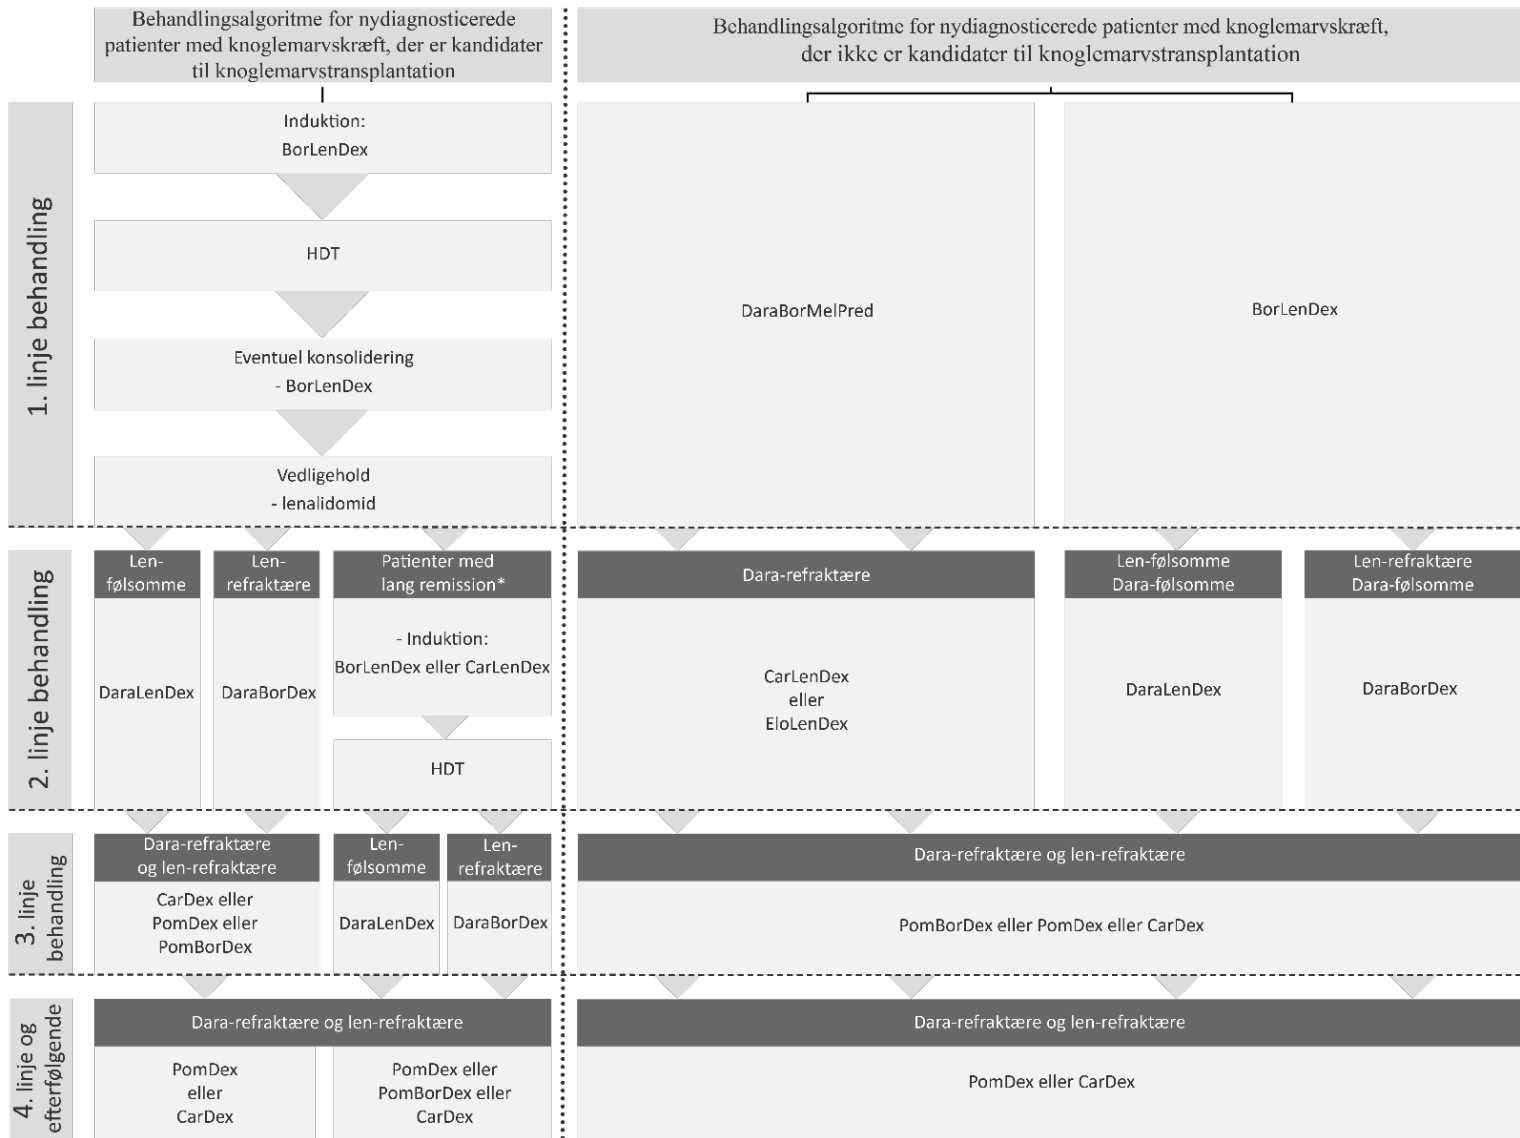 Behandlingsalgoritme for nydiagnosticerede
patienter med knoglemarvskræft, der er kandidater
til knoglemarvstransplantation
Behandlingsalgoritme for nydiagnosticerede patienter med knoglemarvskræft,
der ikke er kandidater til knoglemarvstransplantation
1. linje behandling
Induktion:
BorLenDex
HDT
Eventuel konsolidering
- BorLenDex
Vedligehold
- lenalidomid
DaraBorMelPred
BorLenDex
2. linje behandling
Len-
følsomme
DaraLenDex
Len-
refraktære
DaraBorDex
Patienter med
lang remission*
- Induktion:
BorLenDex eller CarLenDex
HDT
Dara-refraktære
CarLenDex
eller
EloLenDex
Len-følsomme
Dara-følsomme
DaraLenDex
Len-refraktære
Dara-følsomme
DaraBorDex
3. linje
behandling
Dara-refraktære
og len-refraktære
CarDex eller
PomDex eller
PomBorDex
Len-
følsomme
DaraLenDex
Len-
refraktære
DaraBorDex
Dara-refraktære og len-refraktære
PomBorDex eller PomDex eller CarDex
4. linje og
efterfølgende
Dara-refraktære og len-refraktære
PomDex
eller
CarDex
PomDex eller
PomBorDex eller
CarDex
Dara-refraktære og len-refraktære
PomDex eller CarDex